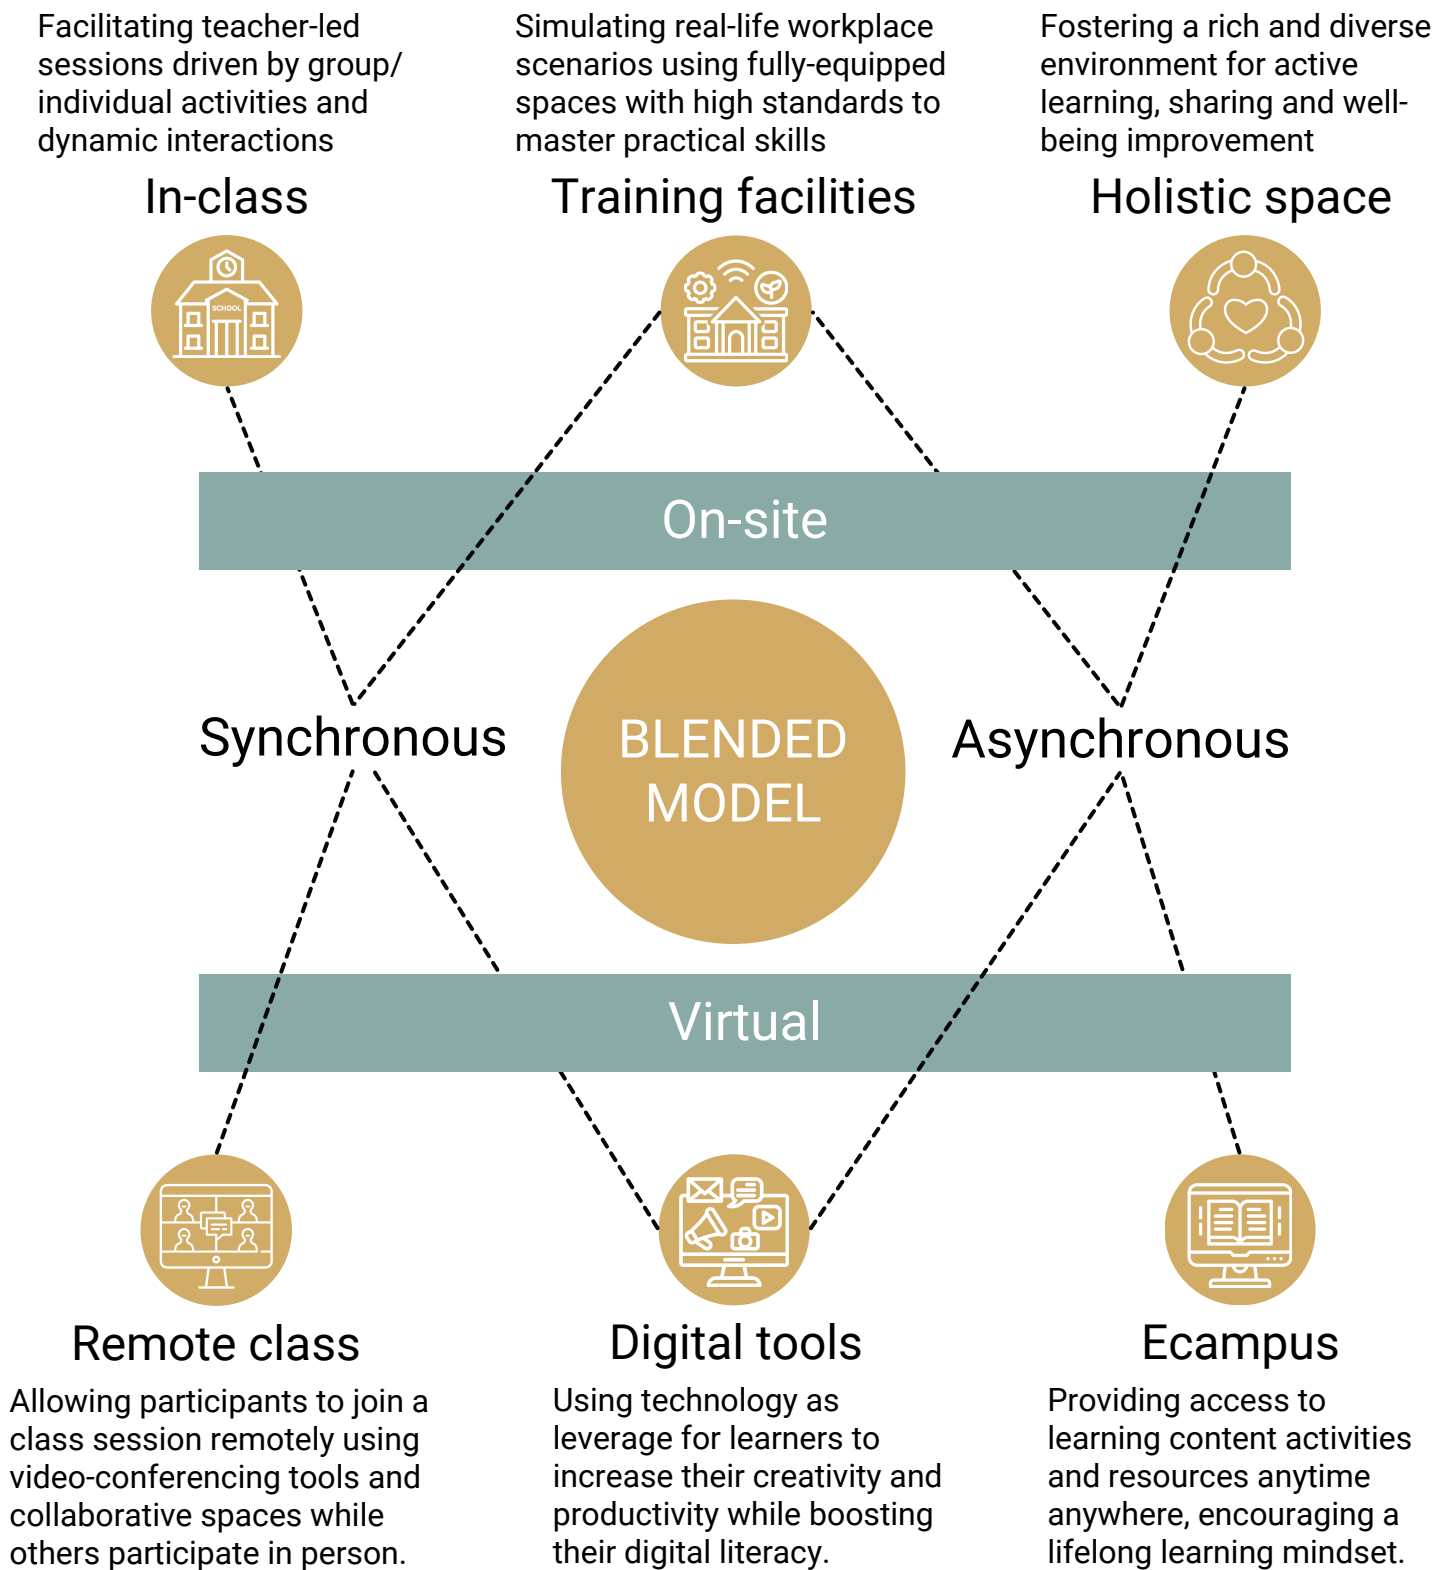 Facilitating teacher-led
sessions driven by group/
individual activities and
dynamic interactions
In-class
Simulating real-life workplace
scenarios using fully-equipped
spaces with high standards to
master practical skills
Training facilities
Fostering a rich and diverse
environment for active
learning, sharing and well-
being improvement
Holistic space
SCHOOL
On-site
Synchronous
BLENDED
MODEL
Asynchronous
Virtual
Remote class
Allowing participants to join a
class session remotely using
video-conferencing tools and
collaborative spaces while
others participate in person.
Digital tools
Using technology as
leverage for learners to
increase their creativity and
productivity while boosting
their digital literacy.
Ecampus
Providing access to
learning content activities
and resources anytime
anywhere, encouraging a
lifelong learning mindset.